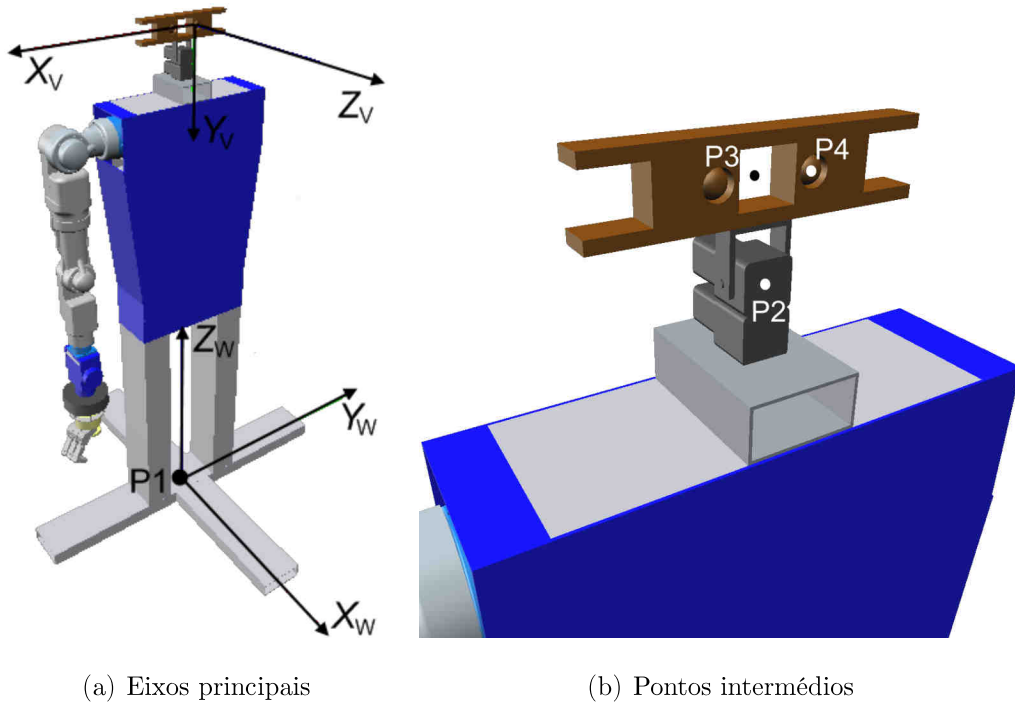 X_V
Z_V
Y_V
Z_W
Y_W
P1
X_W
P3
P4
P2
(a) Eixos principais
(b) Pontos intermédios